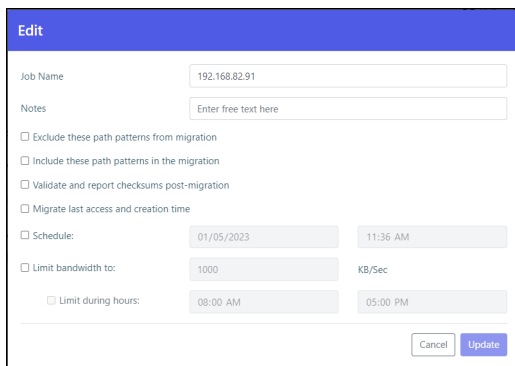 Edit
Job Name 192.168.82.91
Notes Enter free text here
Exclude these path patterns from migration
Include these path patterns in the migration
Validate and report checksums post-migration
Migrate last access and creation time
Schedule: 01/05/2023 11:36 AM
Limit bandwidth to: 1000 KB/Sec
Limit during hours: 08:00 AM 05:00 PM
Cancel Update